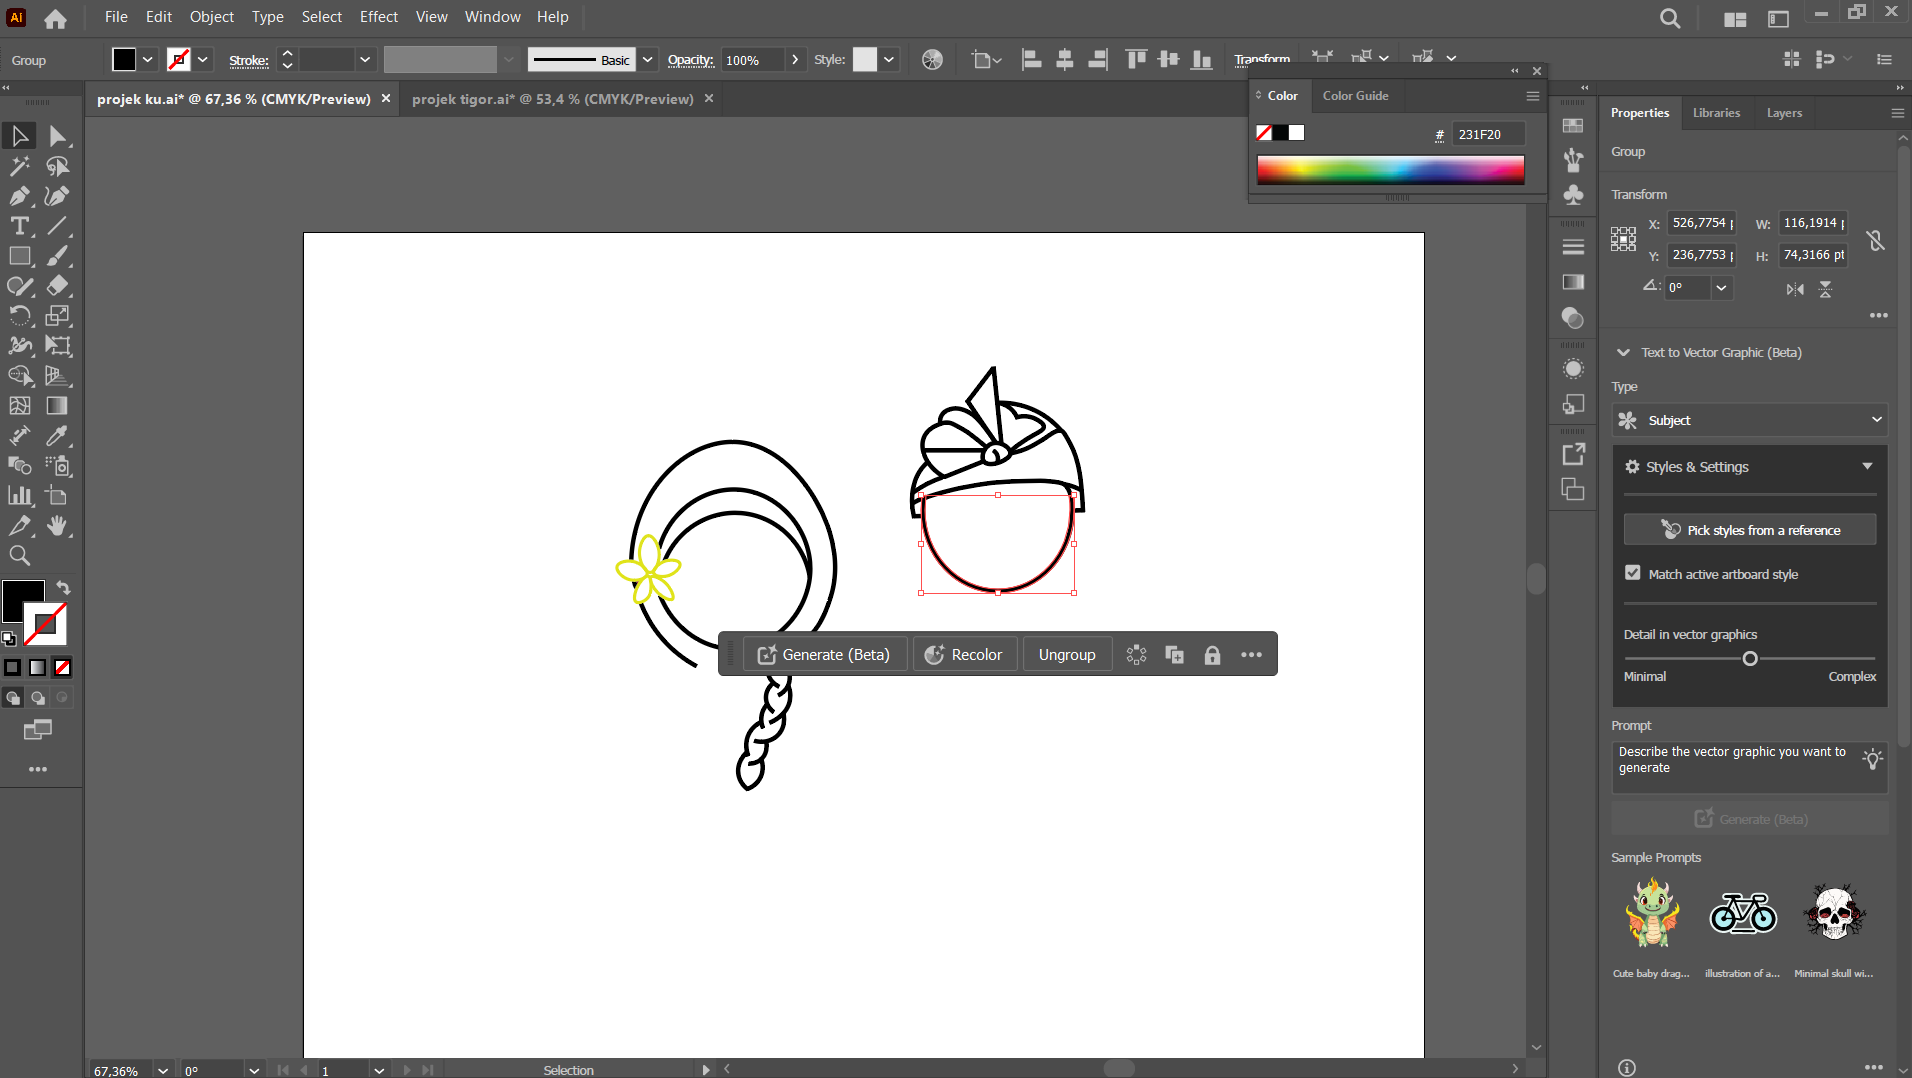 Ai File Edit Object Type Select Effect View Window Help
Group Stroke: Basic Opacity: 100% Style: Transform
projek ku.ai* @ 67,36 % (CMYK/Preview) projek tigor.ai* @ 53,4 % (CMYK/Preview)
Color Color Guide
# 231F20
Properties Libraries Layers
Group
Transform
X: 526,7754 p W: 116,1914 p
Y: 236,7753 p H: 74,3166 pt
0°
Text to Vector Graphic (Beta)
Type
Subject
Styles & Settings
Pick styles from a reference
Match active artboard style
Detail in vector graphics
Minimal Complex
Prompt
Describe the vector graphic you want to
generate
Generate (Beta)
Sample Prompts
Cute baby drag... illustration of a... Minimal skull wi...
Generate (Beta) Recolor Ungroup
67,36% 0° 1 Selection